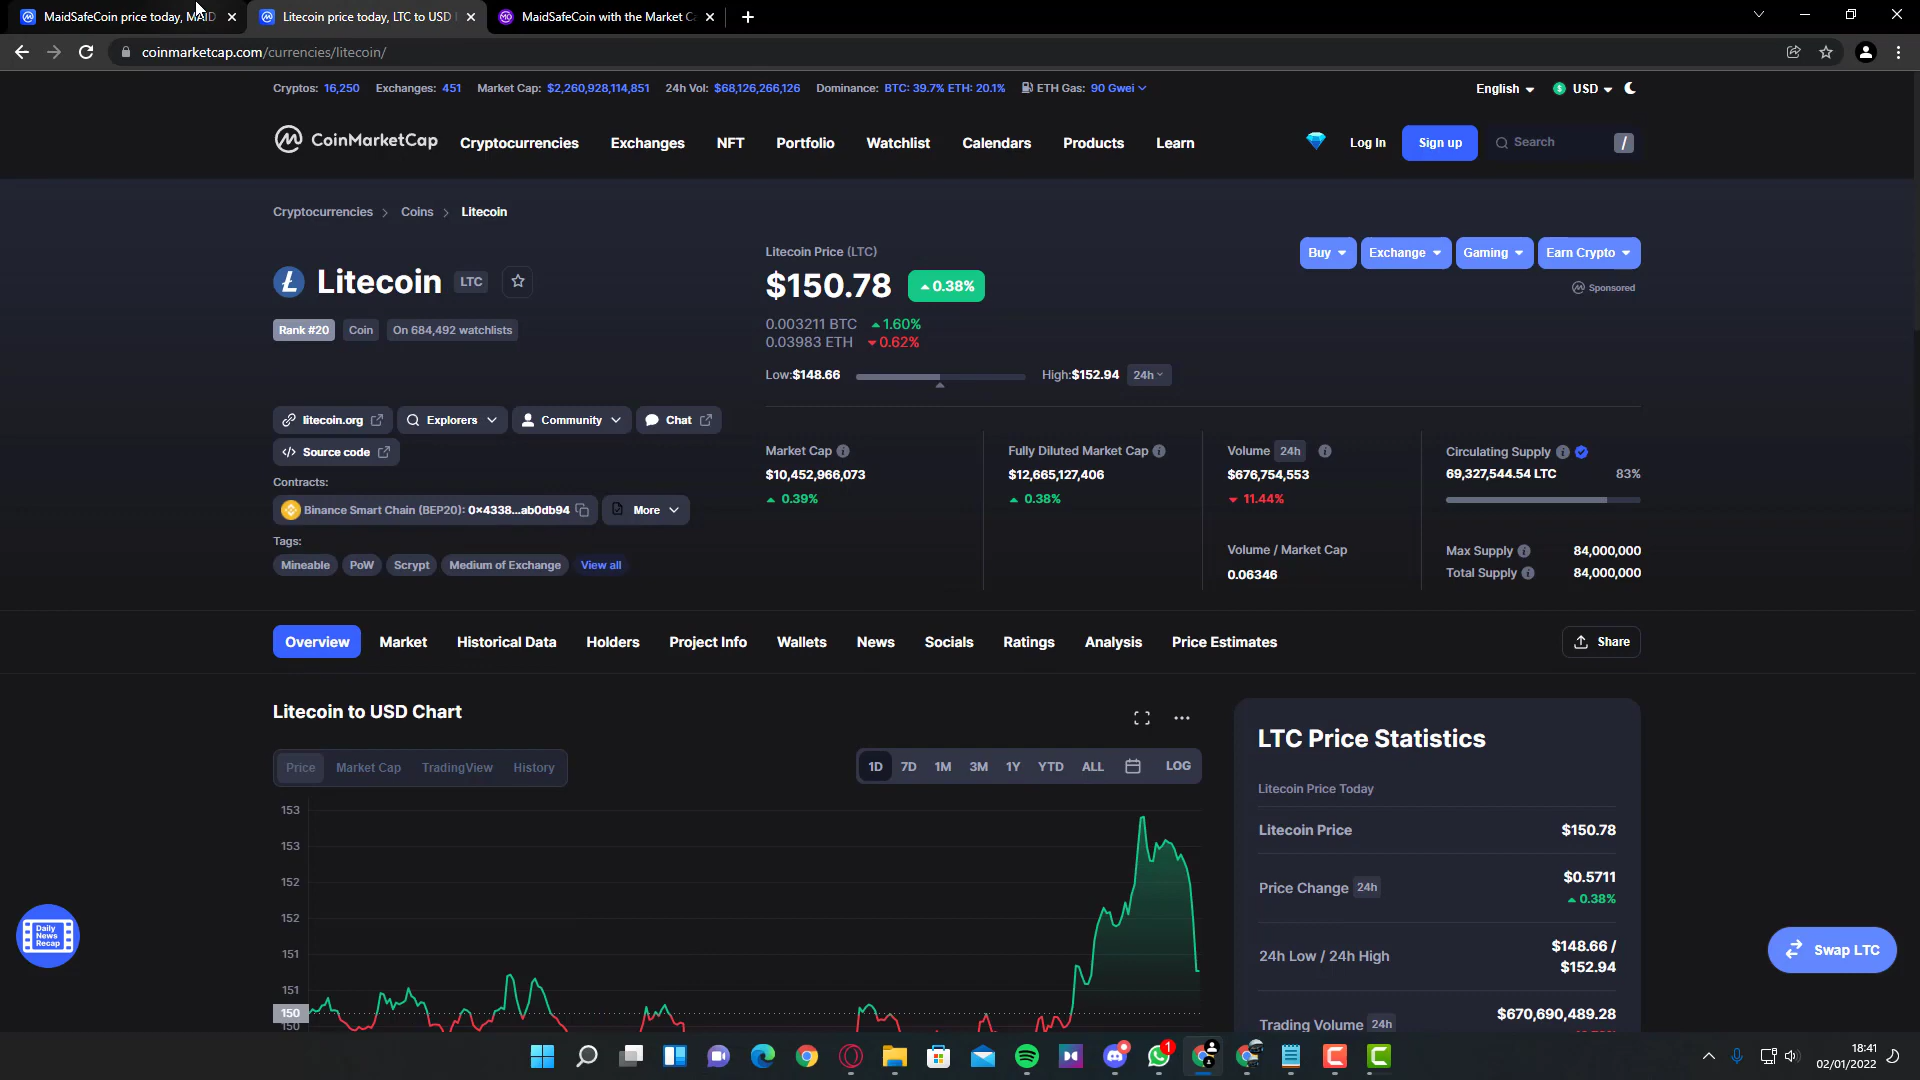 MaidSafeCoin price today, MAID
Litecoin price today, LTC to USD
MaidSafeCoin with the Market Ca
coinmarketcap.com/currencies/litecoin/
Cryptos: 16,250 Exchanges: 451 Market Cap: $2,260,928,114,851 24h Vol: $68,126,266,126 Dominance: BTC: 39.7% ETH: 20.1% ETH Gas: 90 Gwei
English USD
CoinMarketCap Cryptocurrencies Exchanges NFT Portfolio Watchlist Calendars Products Learn Log In Sign up Search /
Cryptocurrencies > Coins > Litecoin
Litecoin Price (LTC)
Buy Exchange Gaming Earn Crypto
Litecoin LTC
$150.78 0.38%
Sponsored
Rank #20 Coin On 684,492 watchlists
0.003211 BTC 1.60%
0.03983 ETH 0.62%
Low:$148.66 High:$152.94 24h
litecoin.org Explorers Community Chat
Source code
Contracts:
Binance Smart Chain (BEP20): 0x4338...ab0db94 More
Tags:
Mineable PoW Scrypt Medium of Exchange View all
Market Cap
$10,452,966,073
0.39%
Fully Diluted Market Cap
$12,665,127,406
0.38%
Volume 24h
$676,754,553
11.44%
Volume / Market Cap
0.06346
Circulating Supply
69,327,544.54 LTC 83%
Max Supply 84,000,000
Total Supply 84,000,000
Overview Market Historical Data Holders Project Info Wallets News Socials Ratings Analysis Price Estimates Share
Litecoin to USD Chart
Price Market Cap TradingView History
1D 7D 1M 3M 1Y YTD ALL LOG
153
153
152
152
151
151
150
150
LTC Price Statistics
Litecoin Price Today
Litecoin Price $150.78
Price Change 24h $0.5711
0.38%
24h Low / 24h High $148.66 /
$152.94
Trading Volume 24h $670,690,489.28
Daily
News
Recap
Swap LTC
1
18:41
02/01/2022